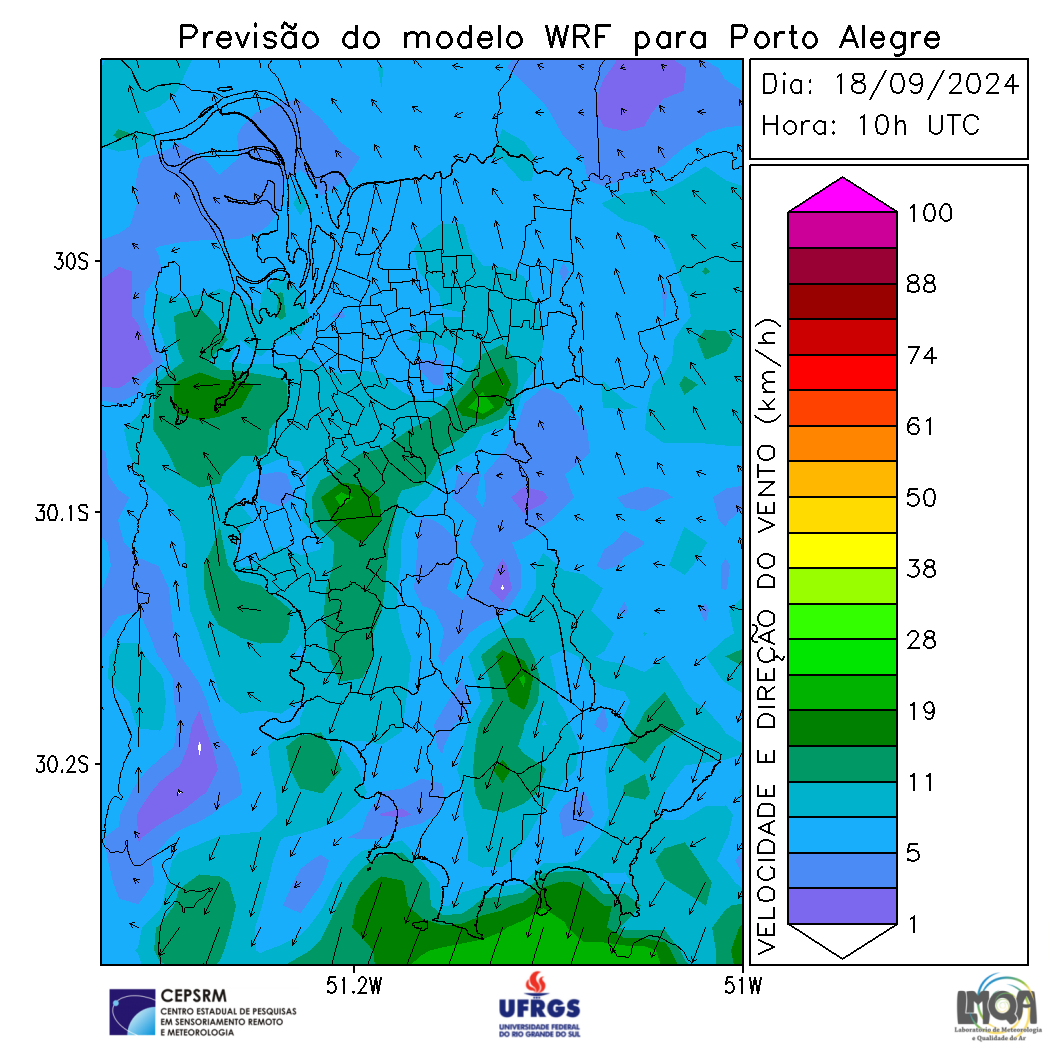 Previsão do modelo WRF para Porto Alegre
Dia: 18/09/2024
Hora: 10h UTC
30S
30.1S
30.2S
51.2W
51W
VELOCIDADE E DIREÇÃO DO VENTO (km/h)
100
88
74
61
50
38
28
19
11
5
1
CEPSRM
CENTRO ESTADUAL DE PESQUISAS
EM SENSORIAMENTO REMOTO
E METEOROLOGIA
UFRGS
UNIVERSIDADE FEDERAL
DO RIO GRANDE DO SUL
LMQA
Laboratório de Meteorologia
e Qualidade do Ar